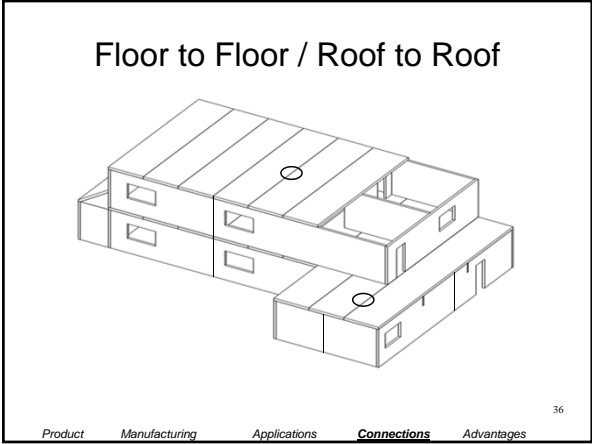 Floor to Floor / Roof to Roof
36
Product Manufacturing Applications Connections Advantages